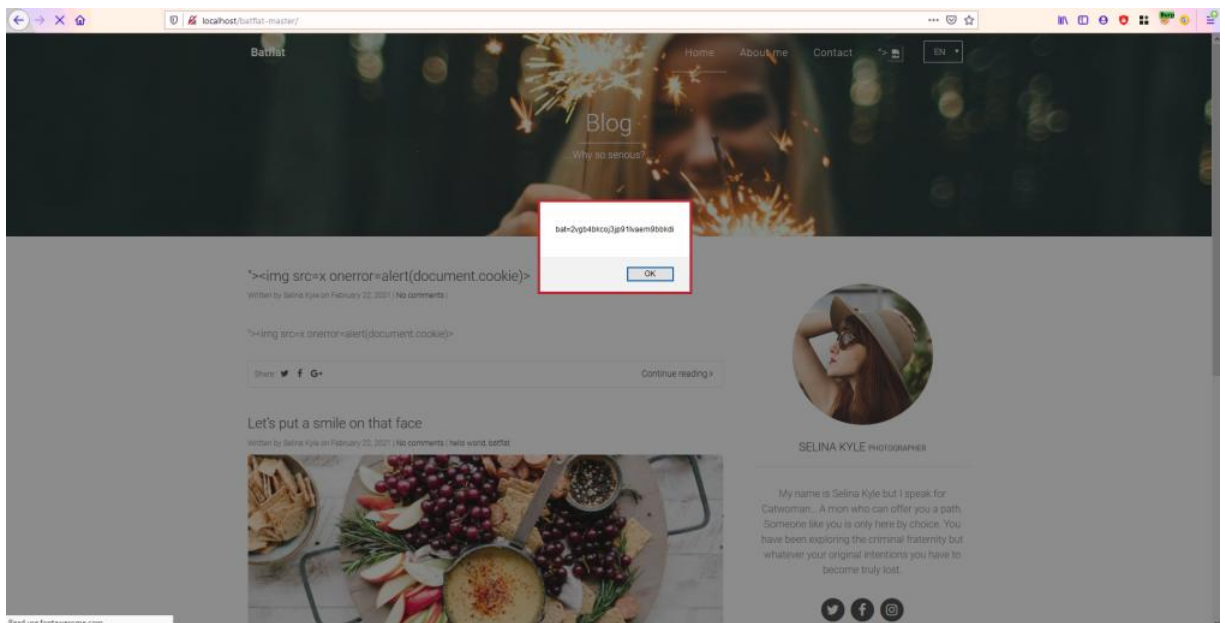 localhost/batflat-master/
Batflat
Home
About me
Contact
">
EN
Blog
Why so serious?
"><img src=x onerror=alert(document.cookie)>
Written by Selina Kyle on February 22, 2021 | No comments |
"><img src=x onerror=alert(document.cookie)>
Share:
G+
Continue reading >
Let's put a smile on that face
Written by Selina Kyle on February 22, 2021 | No comments | hello world, batflat
OK
SELINA KYLE PHOTOGRAPHER
My name is Selina Kyle but I speak for
Catwoman... A mon who can offer you a path.
Someone like you is only here by choice. You
have been exploring the criminal fraternity but
whatever your original intentions you have to
become truly lost.